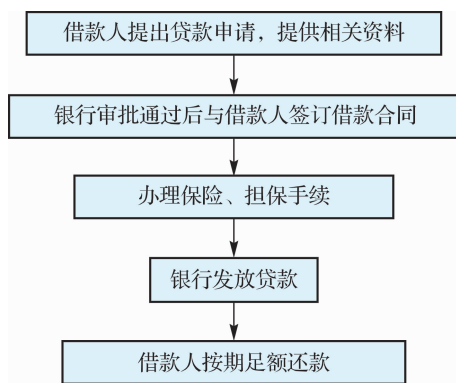 借款人提出贷款申请，提供相关资料
银行审批通过后与借款人签订借款合同
办理保险、担保手续
银行发放贷款
借款人按期足额还款